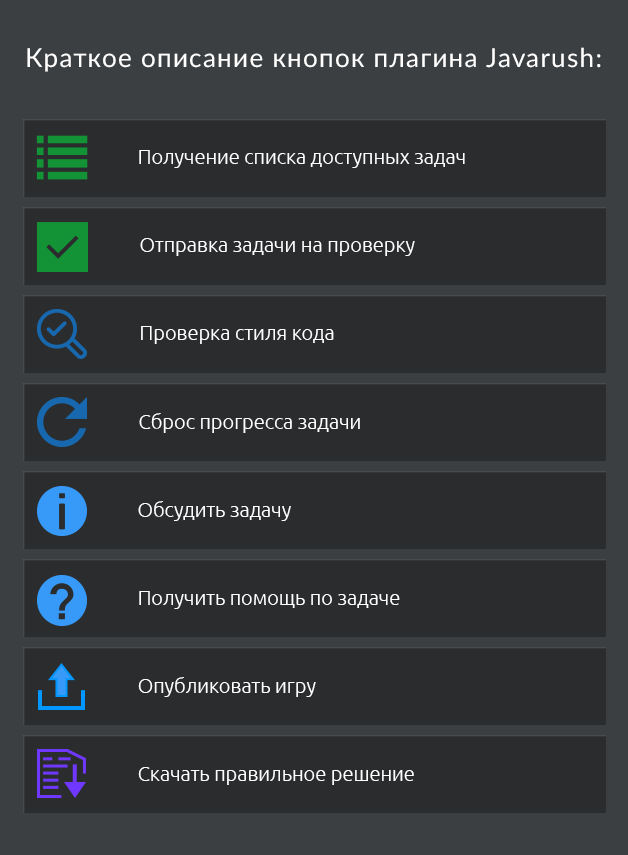 Краткое описание кнопок плагина Javarush:
Получение списка доступных задач
Отправка задачи на проверку
Проверка стиля кода
Сброс прогресса задачи
Обсудить задачу
Получить помощь по задаче
Опубликовать игру
Скачать правильное решение